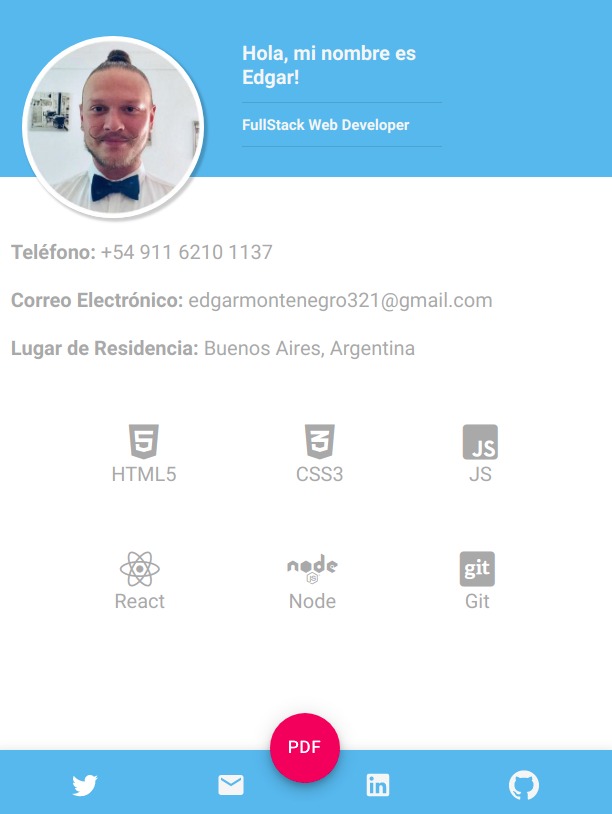 Hola, mi nombre es
Edgar!
FullStack Web Developer
Teléfono: +54 911 6210 1137
Correo Electrónico: edgarmontenegro321@gmail.com
Lugar de Residencia: Buenos Aires, Argentina
5 3 JS
HTML5 CSS3 JS
node JS git
React Node Git
PDF
in